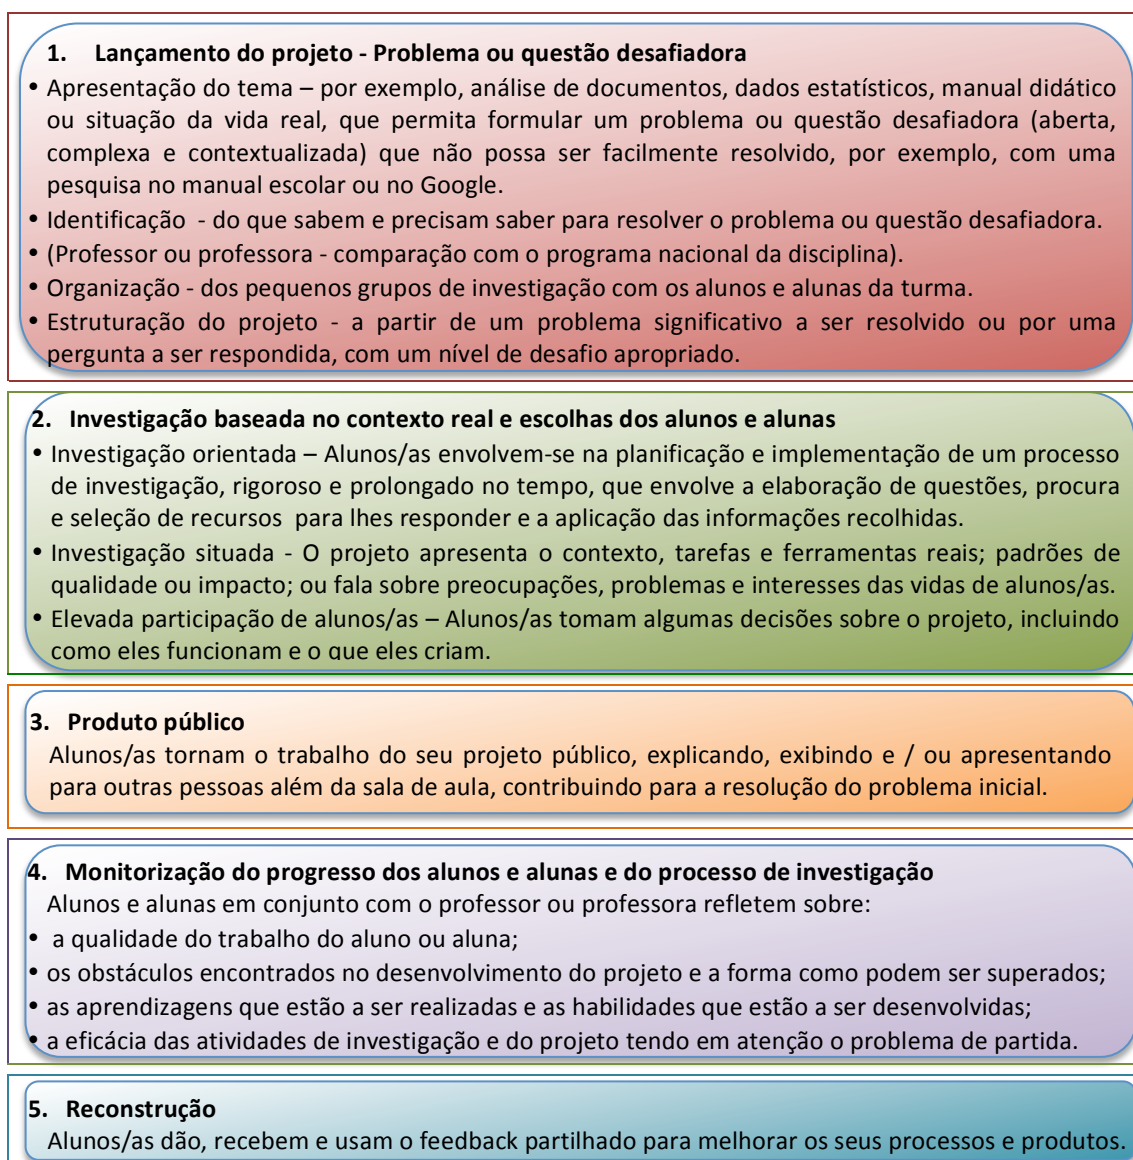 1. Lançamento do projeto - Problema ou questão desafiadora
• Apresentação do tema – por exemplo, análise de documentos, dados estatísticos, manual didático
ou situação da vida real, que permita formular um problema ou questão desafiadora (aberta,
complexa e contextualizada) que não possa ser facilmente resolvido, por exemplo, com uma
pesquisa no manual escolar ou no Google.
• Identificação - do que sabem e precisam saber para resolver o problema ou questão desafiadora.
• (Professor ou professora - comparação com o programa nacional da disciplina).
• Organização - dos pequenos grupos de investigação com os alunos e alunas da turma.
• Estruturação do projeto - a partir de um problema significativo a ser resolvido ou por uma
pergunta a ser respondida, com um nível de desafio apropriado.
2. Investigação baseada no contexto real e escolhas dos alunos e alunas
• Investigação orientada – Alunos/as envolvem-se na planificação e implementação de um processo
de investigação, rigoroso e prolongado no tempo, que envolve a elaboração de questões, procura
e seleção de recursos para lhes responder e a aplicação das informações recolhidas.
• Investigação situada - O projeto apresenta o contexto, tarefas e ferramentas reais; padrões de
qualidade ou impacto; ou fala sobre preocupações, problemas e interesses das vidas de alunos/as.
• Elevada participação de alunos/as – Alunos/as tomam algumas decisões sobre o projeto, incluindo
como eles funcionam e o que eles criam.
3. Produto público
Alunos/as tornam o trabalho do seu projeto público, explicando, exibindo e / ou apresentando
para outras pessoas além da sala de aula, contribuindo para a resolução do problema inicial.
4. Monitorização do progresso dos alunos e alunas e do processo de investigação
Alunos e alunas em conjunto com o professor ou professora refletem sobre:
• a qualidade do trabalho do aluno ou aluna;
• os obstáculos encontrados no desenvolvimento do projeto e a forma como podem ser superados;
• as aprendizagens que estão a ser realizadas e as habilidades que estão a ser desenvolvidas;
• a eficácia das atividades de investigação e do projeto tendo em atenção o problema de partida.
5. Reconstrução
Alunos/as dão, recebem e usam o feedback partilhado para melhorar os seus processos e produtos.